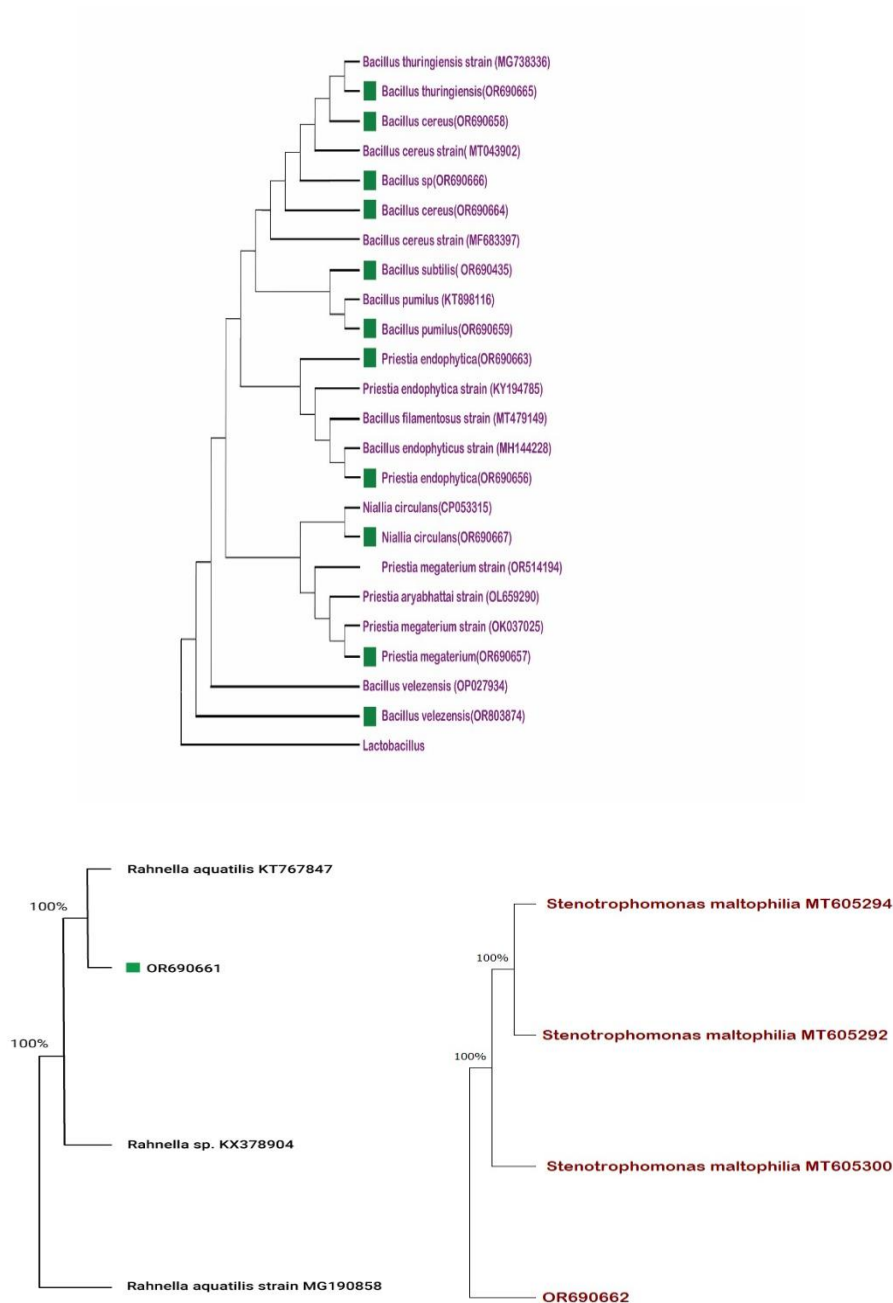 Bacillus thuringiensis strain (MG738336)
Bacillus thuringiensis(OR690665)
Bacillus cereus(OR690658)
Bacillus cereus strain( MT043902)
Bacillus sp(OR690666)
Bacillus cereus(OR690664)
Bacillus cereus strain (MF683397)
Bacillus subtilis( OR690435)
Bacillus pumilus (KT898116)
Bacillus pumilus(OR690659)
Priestia endophytica(OR690663)
Priestia endophytica strain (KY194785)
Bacillus filamentosus strain (MT479149)
Bacillus endophyticus strain (MH144228)
Priestia endophytica(OR690656)
Niallia circulans(CP053315)
Niallia circulans(OR690667)
Priestia megaterium strain (OR514194)
Priestia aryabhattai strain (OL659290)
Priestia megaterium strain (OK037025)
Priestia megaterium(OR690657)
Bacillus velezensis (OP027934)
Bacillus velezensis(OR803874)
Lactobacillus
Rahnella aquatilis KT767847
100%
OR690661
100%
Rahnella sp. KX378904
Rahnella aquatilis strain MG190858
Stenotrophomonas maltophilia MT605294
100%
Stenotrophomonas maltophilia MT605292
100%
Stenotrophomonas maltophilia MT605300
OR690662